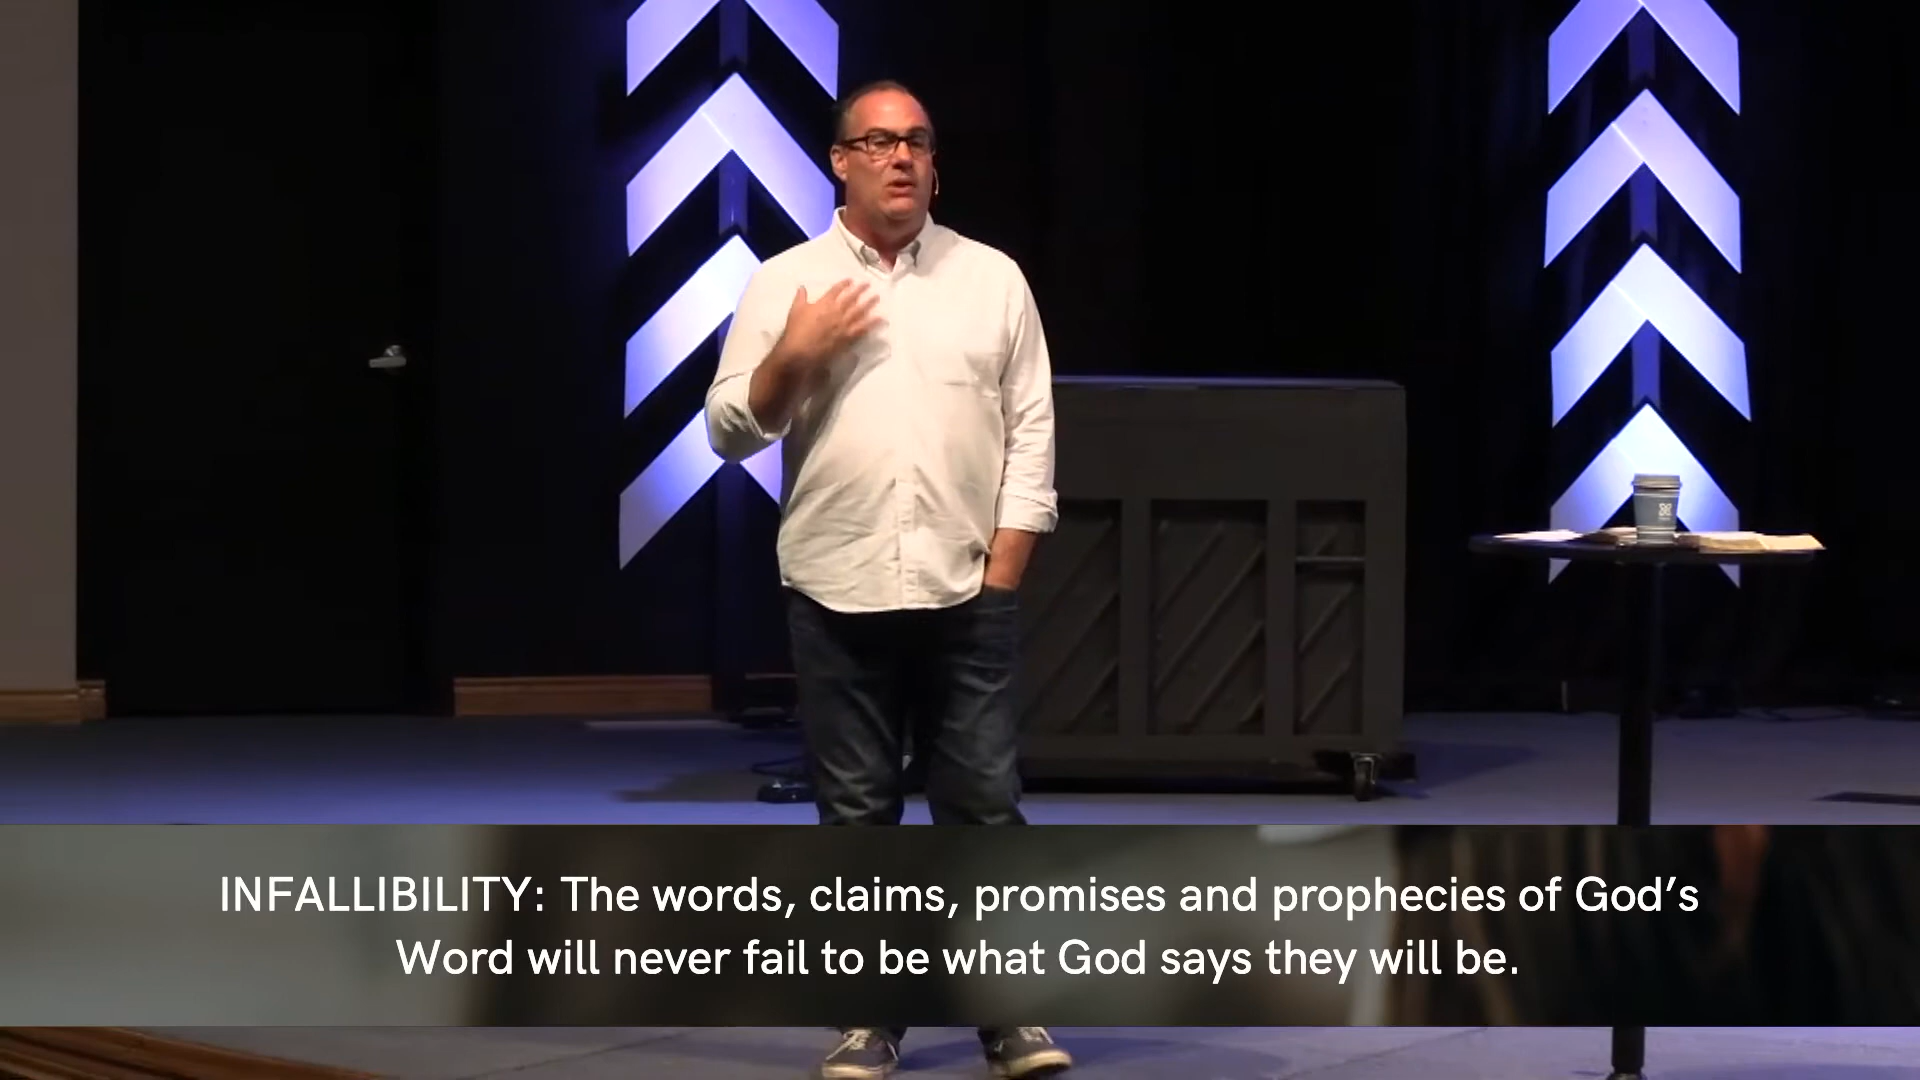 INFALLIBILITY: The words, claims, promises and prophecies of God's
Word will never fail to be what God says they will be.